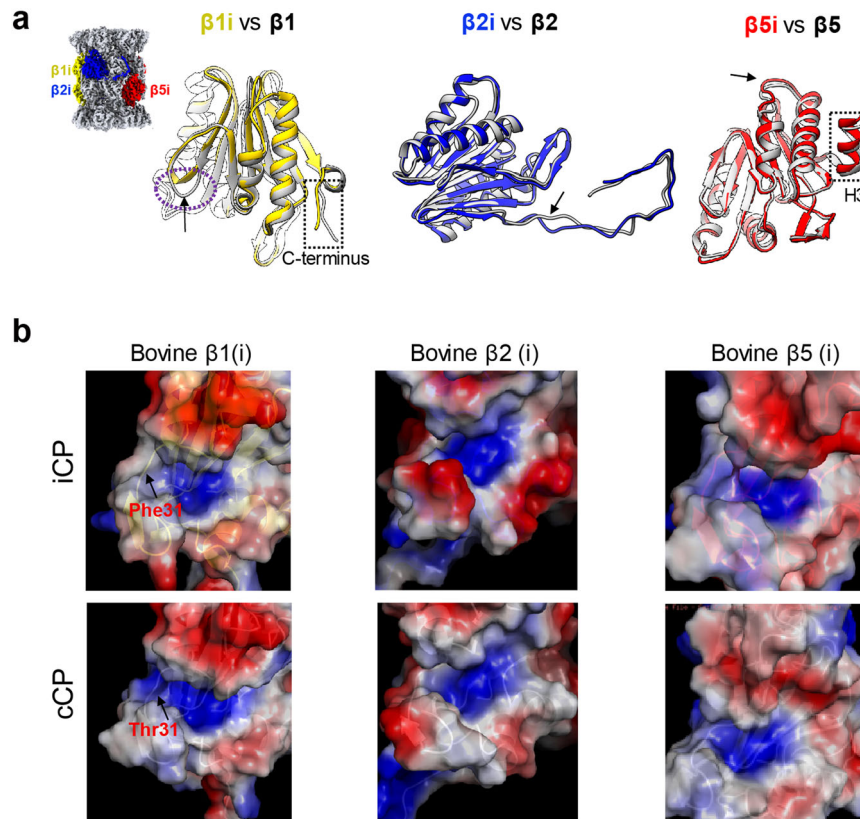 a
β1i vs β1
β2i vs β2
β5i vs β5
β1i
β2i
β5i
C-terminus
H3
b
Bovine β1(i)
Bovine β2 (i)
Bovine β5 (i)
iCP
Phe31
cCP
Thr31